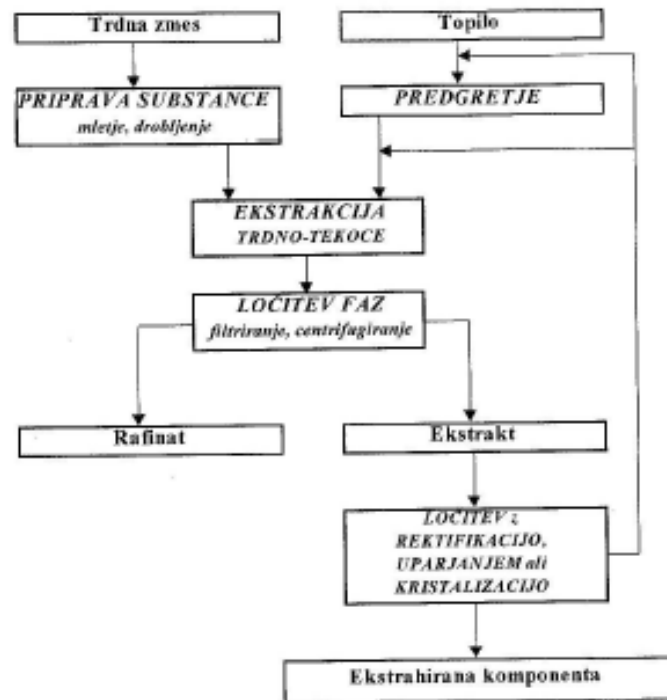 Trdna zmes
Topilo
PRIPRAVA SUBSTANCE
mletje, drobljenje
PREDGRETJE
EKSTRAKCIJA
TRDNO-TEKOCE
LOČITEV FAZ
filtriranje, centrifugiranje
Rafinat
Ekstrakt
LOČITEV z
REKTIFIKACIJO,
UPARJANJEM ali
KRISTALIZACIJO
Ekstrahirana komponenta